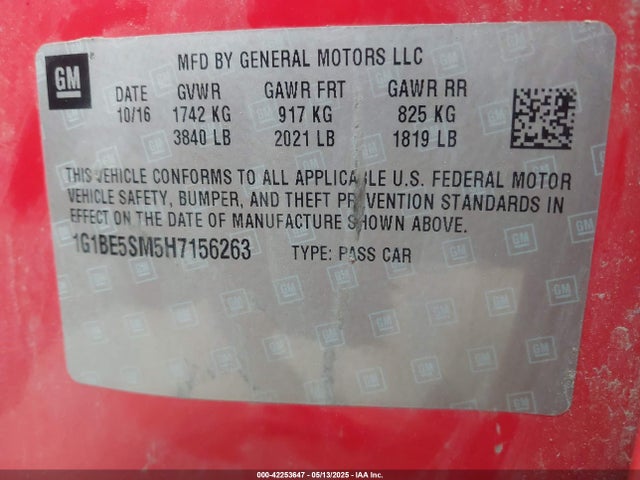 GM
MFD BY GENERAL MOTORS LLC
DATE GVWR GAWR FRT GAWR RR
10/16 1742 KG 917 KG 825 KG
3840 LB 2021 LB 1819 LB
THIS VEHICLE CONFORMS TO ALL APPLICABLE U.S. FEDERAL MOTOR
VEHICLE SAFETY, BUMPER, AND THEFT PREVENTION STANDARDS IN
EFFECT ON THE DATE OF MANUFACTURE SHOWN ABOVE.
1G1BE5SM5H7156263 TYPE: PASS CAR
000-42253647 - 05/13/2025 - IAA Inc.